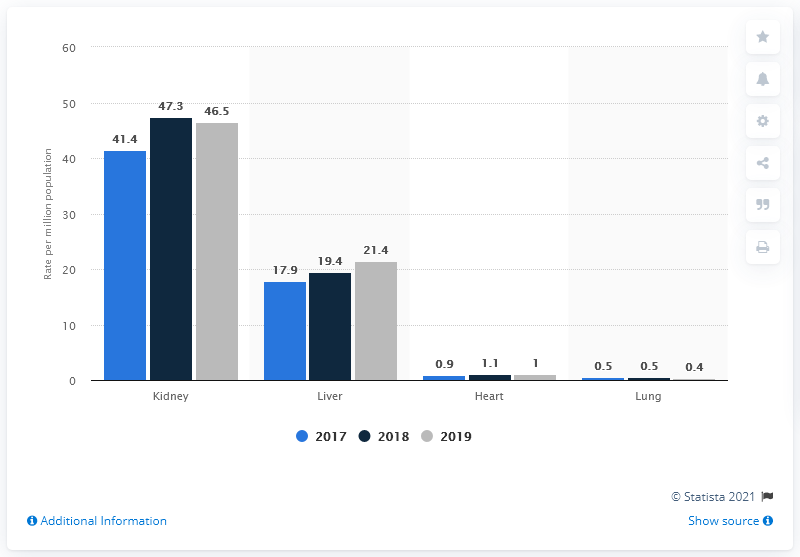 60
50
40
30
20
10
0
Rate per million population
41.4
47.3
46.5
17.9
19.4
21.4
0.9
1.1
1
0.5
0.5
0.4
Kidney
Liver
Heart
Lung
2017
2018
2019
© Statista 2021
Additional Information
Show source